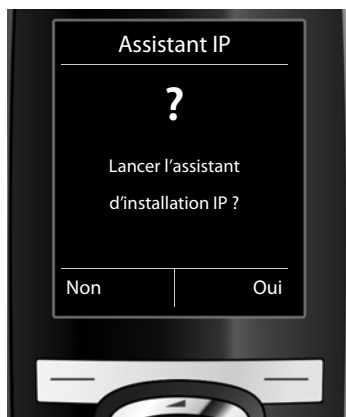 Assistant IP
?
Lancer l’assistant
d’installation IP ?
Non Oui